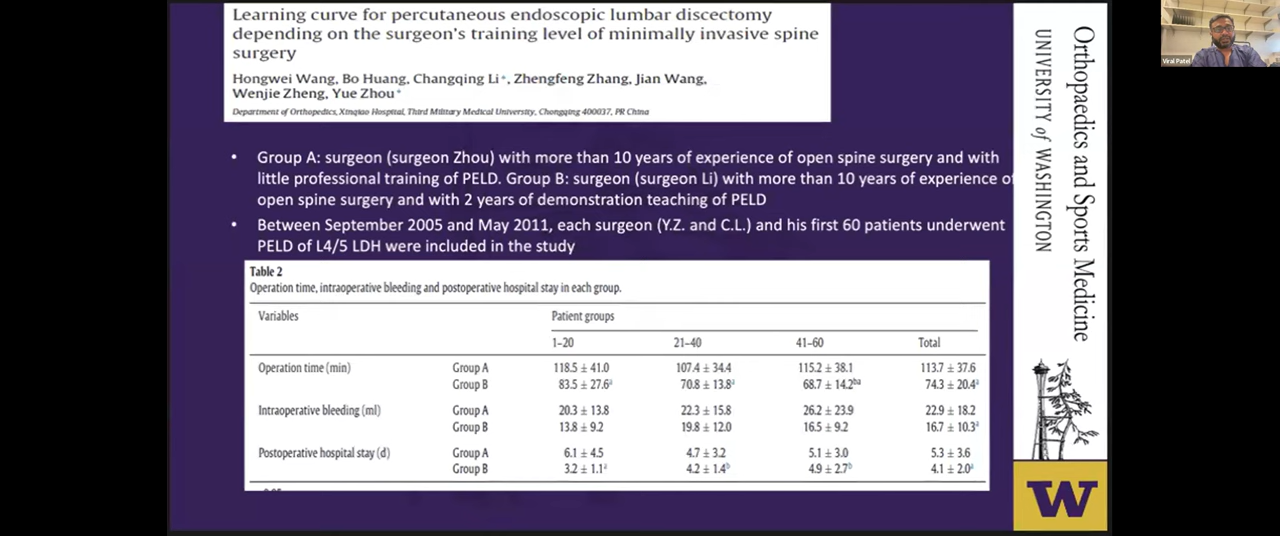 Learning curve for percutaneous endoscopic lumbar discectomy
depending on the surgeon's training level of minimally invasive spine
surgery
Hongwei Wang, Bo Huang, Changqing Li*, Zhengfeng Zhang, Jian Wang,
Wenjie Zheng, Yue Zhou*
Department of Orthopedics, Xinqiao Hospital, Third Military Medical University, Chongqing 400037, PR China
• Group A: surgeon (surgeon Zhou) with more than 10 years of experience of open spine surgery and with
little professional training of PELD. Group B: surgeon (surgeon Li) with more than 10 years of experience of
open spine surgery and with 2 years of demonstration teaching of PELD
• Between September 2005 and May 2011, each surgeon (Y.Z. and C.L.) and his first 60 patients underwent
PELD of L4/5 LDH were included in the study
Table 2
Operation time, intraoperative bleeding and postoperative hospital stay in each group.
Variables Patient groups
1–20 21–40 41–60 Total
Operation time (min) Group A 118.5 ± 41.0 107.4 ± 34.4 115.2 ± 38.1 113.7 ± 37.6
Group B 83.5 ± 27.6a 70.8 ± 13.8a 68.7 ± 14.2ba 74.3 ± 20.4a
Intraoperative bleeding (ml) Group A 20.3 ± 13.8 22.3 ± 15.8 26.2 ± 23.9 22.9 ± 18.2
Group B 13.8 ± 9.2 19.8 ± 12.0 16.5 ± 9.2 16.7 ± 10.3a
Postoperative hospital stay (d) Group A 6.1 ± 4.5 4.7 ± 3.2 5.1 ± 3.0 5.3 ± 3.6
Group B 3.2 ± 1.1a 4.2 ± 1.4b 4.9 ± 2.7b 4.1 ± 2.0a
Orthopaedics and Sports Medicine
UNIVERSITY of WASHINGTON
W
Viral Patel